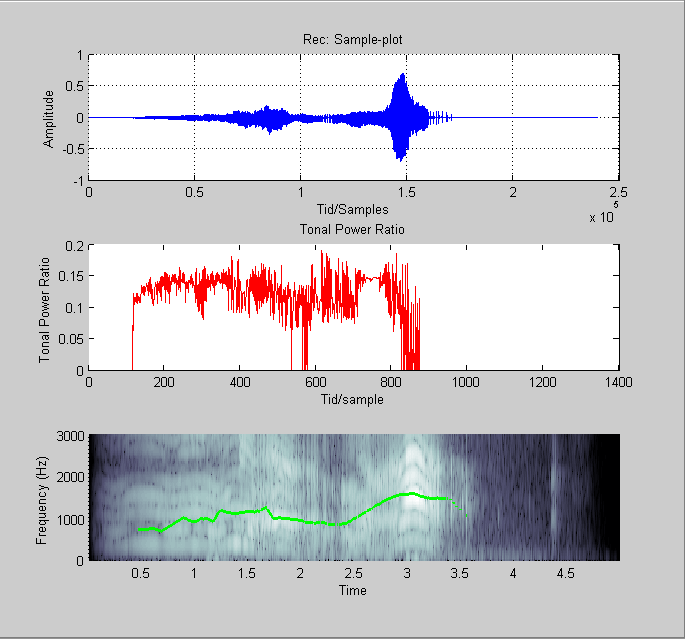 Rec: Sample-plot
1
0.5
0
-0.5
-1
Amplitude
0 0.5 1 1.5 2 2.5
Tid/Samples
x 10^5
Tonal Power Ratio
0.2
0.15
0.1
0.05
0
Tonal Power Ratio
0 200 400 600 800 1000 1200 1400
Tid/sample
3000
2000
1000
0
Frequency (Hz)
0.5 1 1.5 2 2.5 3 3.5 4 4.5
Time